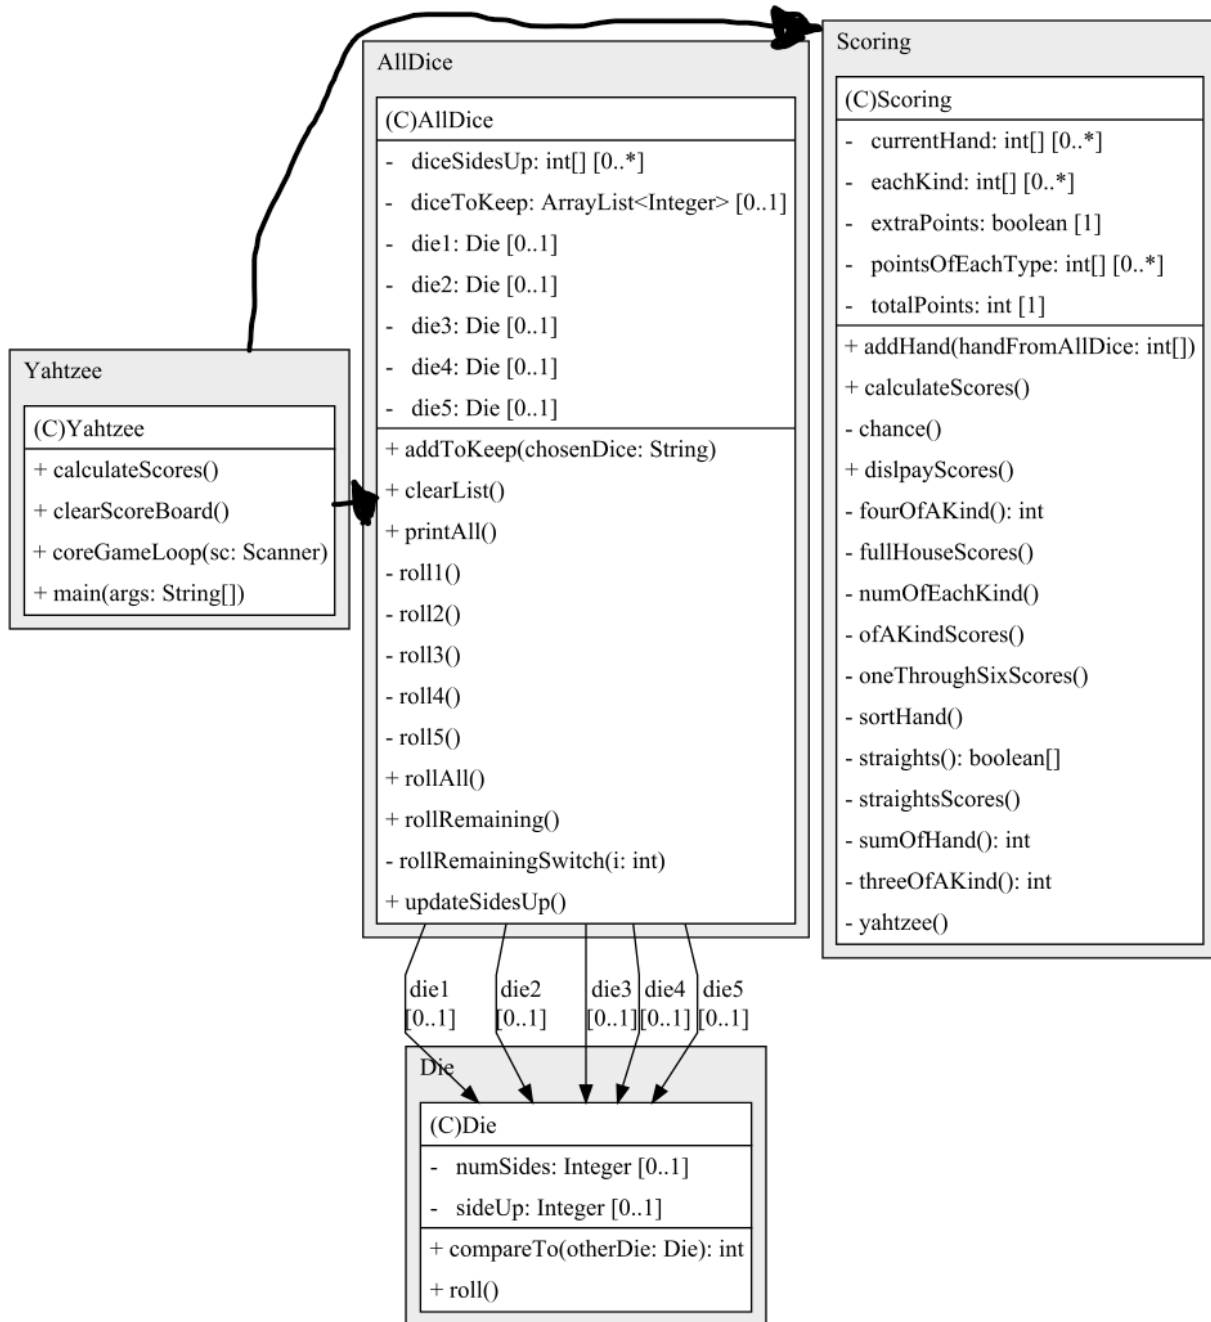 Yahtzee
(C)Yahtzee
+ calculateScores()
+ clearScoreBoard()
+ coreGameLoop(sc: Scanner)
+ main(args: String[])
AllDice
(C)AllDice
- diceSidesUp: int[] [0..*]
- diceToKeep: ArrayList<Integer> [0..1]
- die1: Die [0..1]
- die2: Die [0..1]
- die3: Die [0..1]
- die4: Die [0..1]
- die5: Die [0..1]
+ addToKeep(chosenDice: String)
+ clearList()
+ printAll()
- roll1()
- roll2()
- roll3()
- roll4()
- roll5()
+ rollAll()
+ rollRemaining()
- rollRemainingSwitch(i: int)
+ updateSidesUp()
Scoring
(C)Scoring
- currentHand: int[] [0..*]
- eachKind: int[] [0..*]
- extraPoints: boolean [1]
- pointsOfEachType: int[] [0..*]
- totalPoints: int [1]
+ addHand(handFromAllDice: int[])
+ calculateScores()
- chance()
+ dislpayScores()
- fourOfAKind(): int
- fullHouseScores()
- numOfEachKind()
- ofAKindScores()
- oneThroughSixScores()
- sortHand()
- straights(): boolean[]
- straightsScores()
- sumOfHand(): int
- threeOfAKind(): int
- yahtzee()
die1 die2 die3 die4 die5
[0..1] [0..1] [0..1] [0..1] [0..1]
Die
(C)Die
- numSides: Integer [0..1]
- sideUp: Integer [0..1]
+ compareTo(otherDie: Die): int
+ roll()